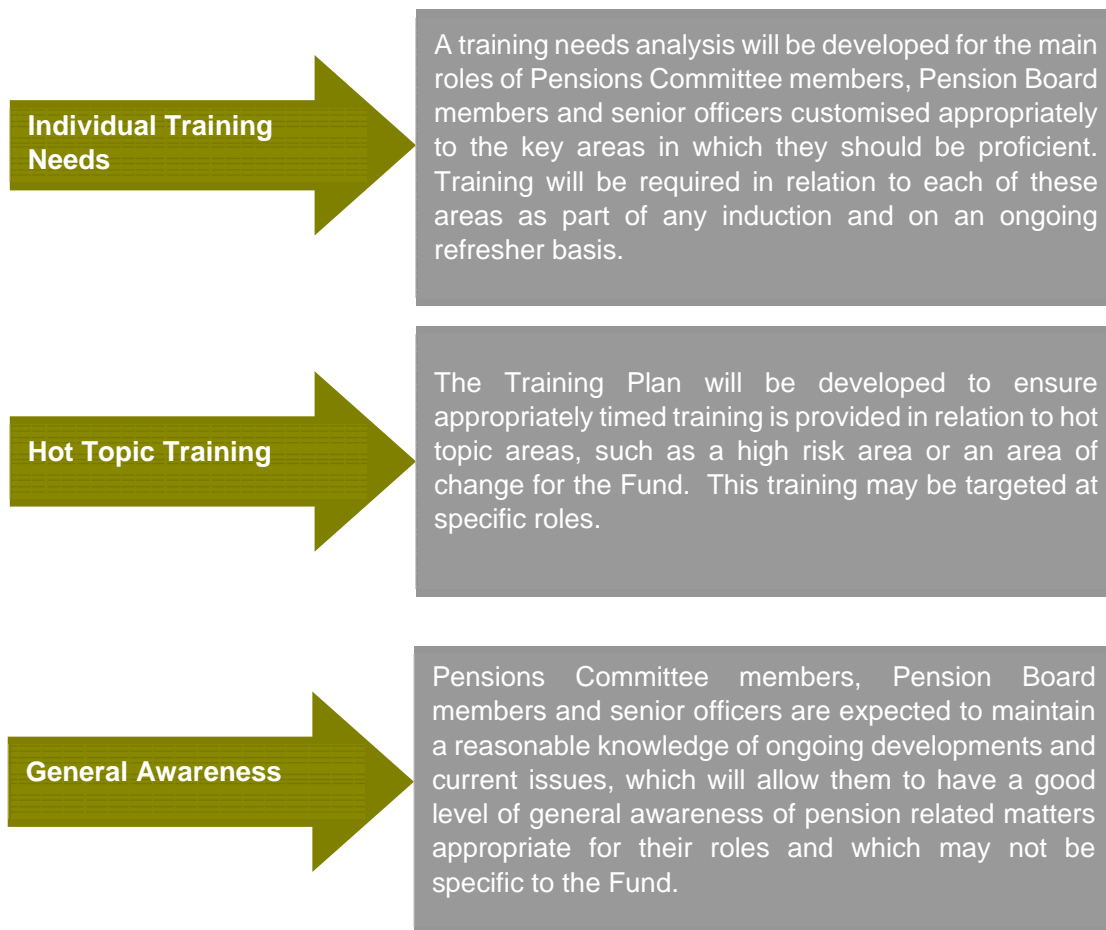 Individual Training
Needs
A training needs analysis will be developed for the main
roles of Pensions Committee members, Pension Board
members and senior officers customised appropriately
to the key areas in which they should be proficient.
Training will be required in relation to each of these
areas as part of any induction and on an ongoing
refresher basis.
Hot Topic Training
The Training Plan will be developed to ensure
appropriately timed training is provided in relation to hot
topic areas, such as a high risk area or an area of
change for the Fund. This training may be targeted at
specific roles.
General Awareness
Pensions Committee members, Pension Board
members and senior officers are expected to maintain
a reasonable knowledge of ongoing developments and
current issues, which will allow them to have a good
level of general awareness of pension related matters
appropriate for their roles and which may not be
specific to the Fund.